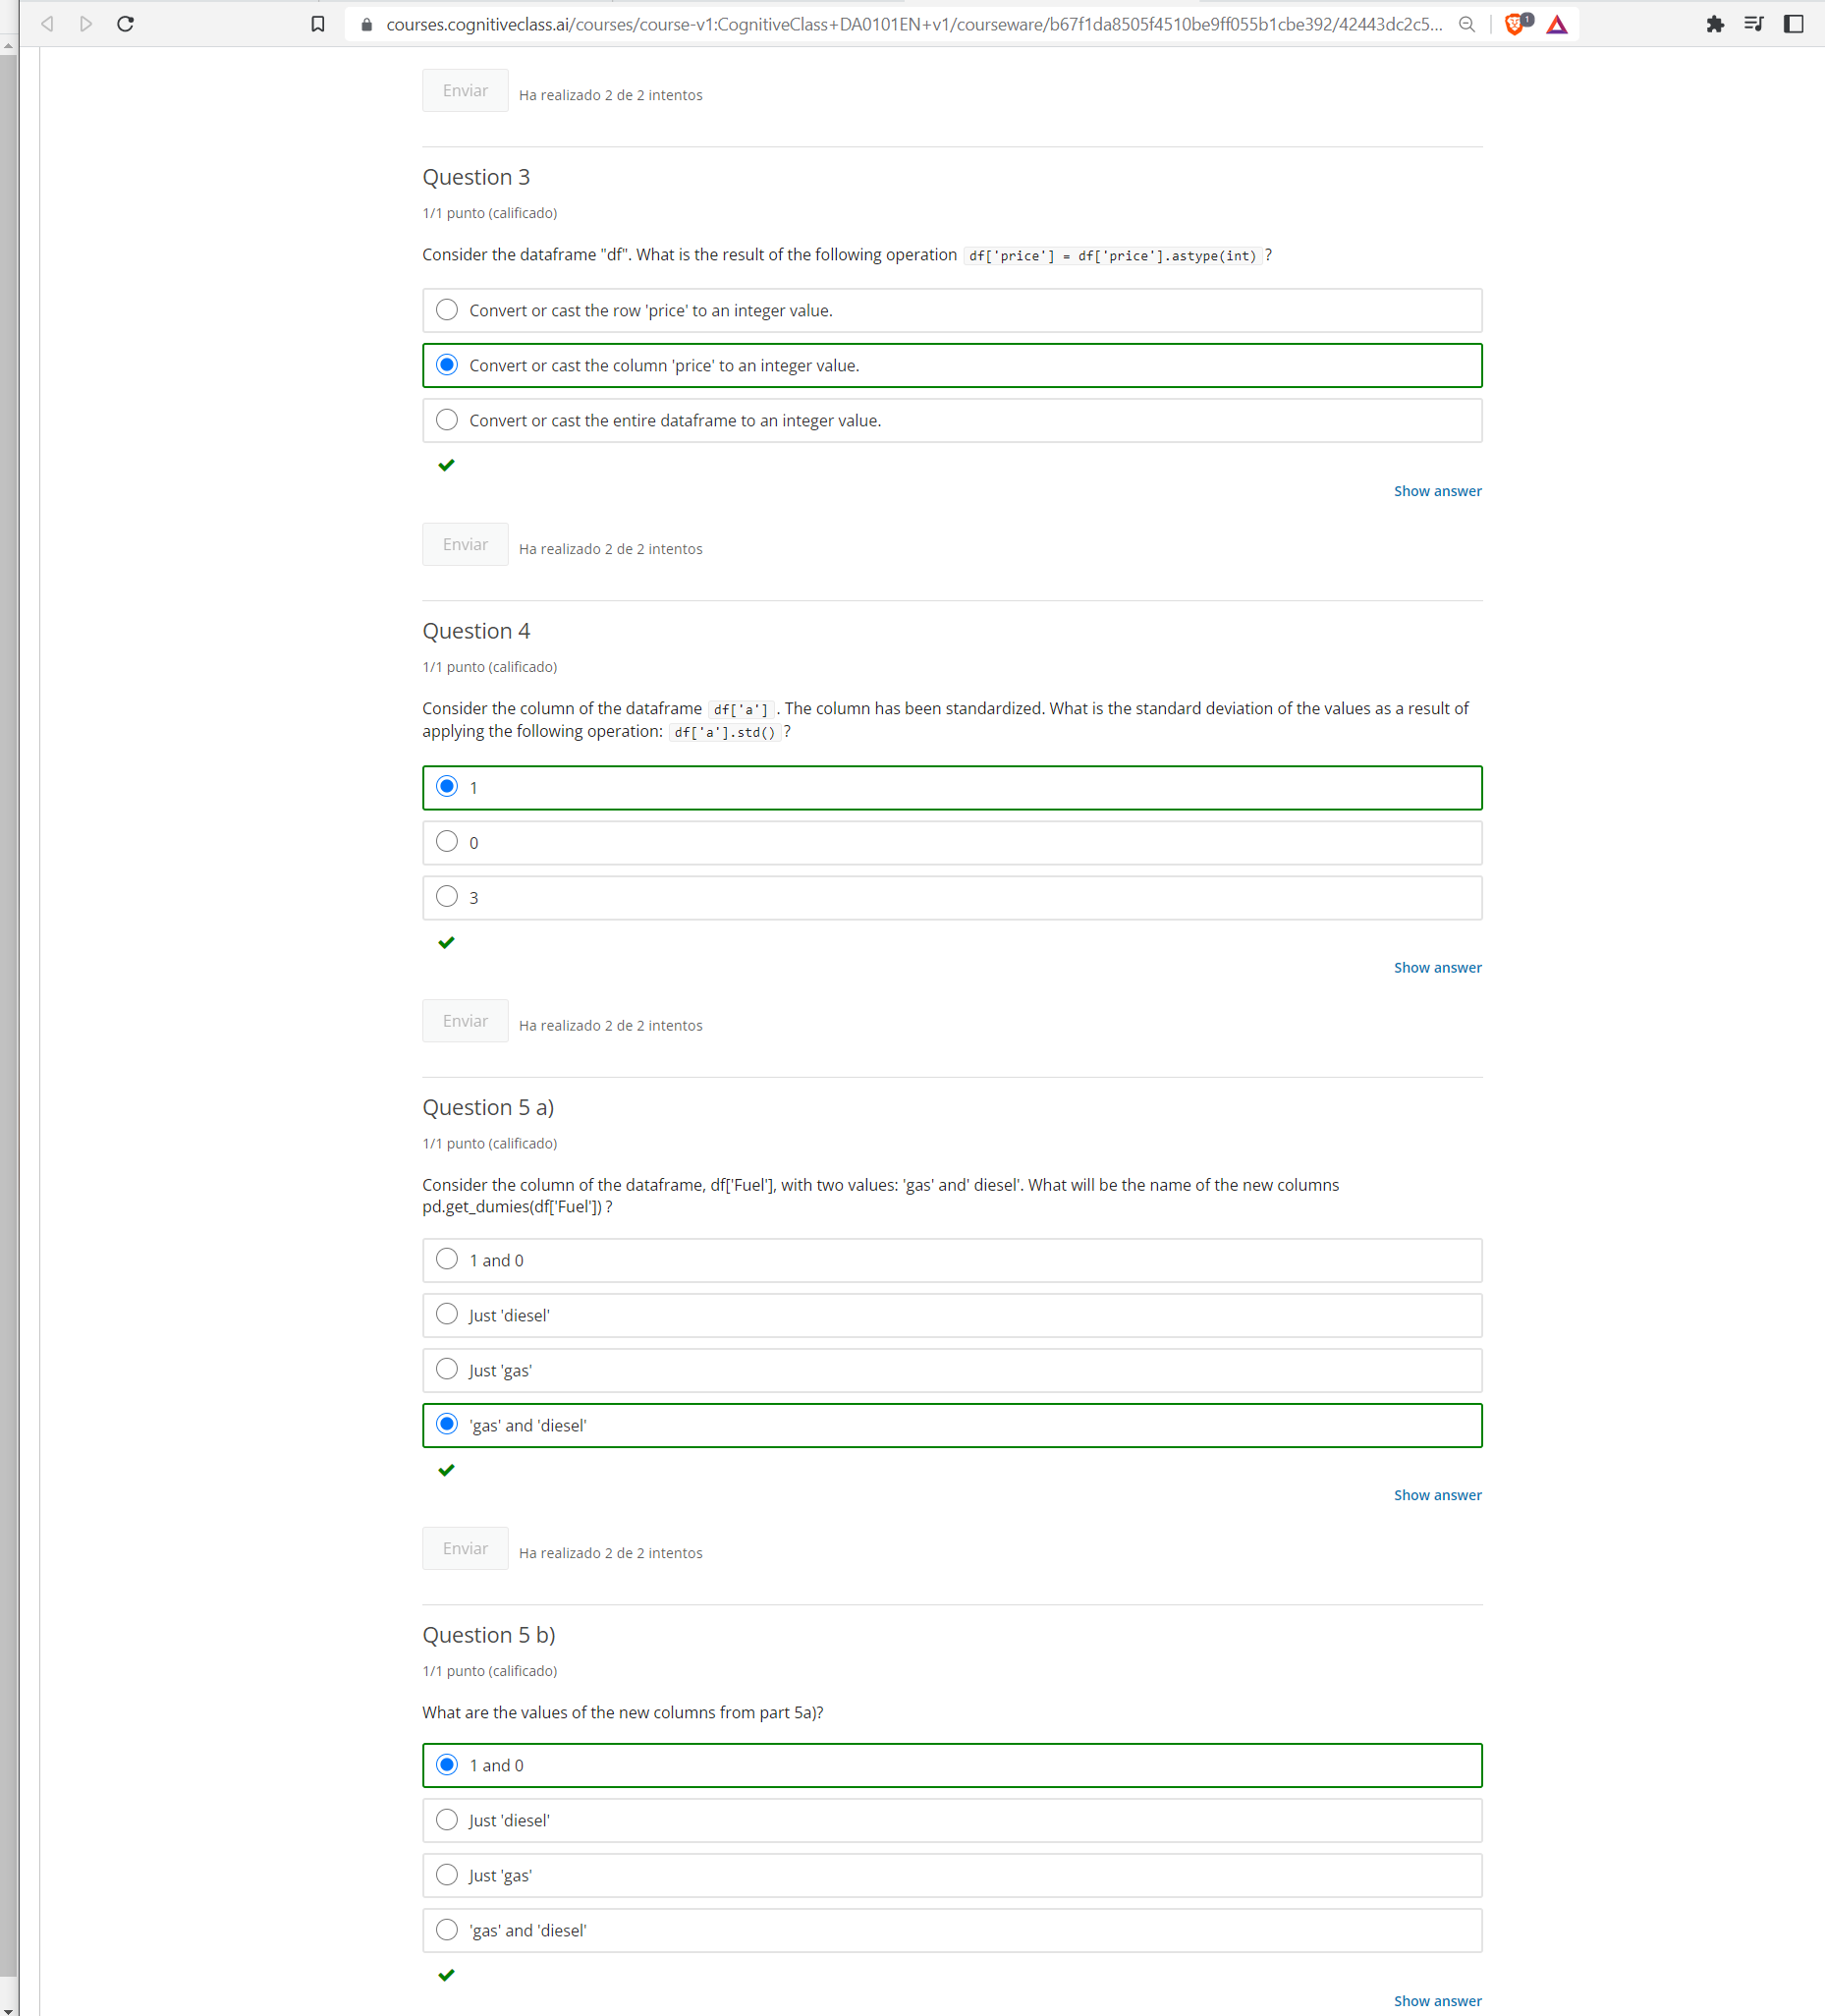 courses.cognitiveclass.ai/courses/course-v1:CognitiveClass+DA0101EN+v1/courseware/b67f1da8505f4510be9ff055b1cbe392/42443dc2c5...
1
Enviar
Ha realizado 2 de 2 intentos
Question 3
1/1 punto (calificado)
Consider the dataframe "df". What is the result of the following operation df['price'] = df['price'].astype(int) ?
Convert or cast the row 'price' to an integer value.
Convert or cast the column 'price' to an integer value.
Convert or cast the entire dataframe to an integer value.
Show answer
Enviar
Ha realizado 2 de 2 intentos
Question 4
1/1 punto (calificado)
Consider the column of the dataframe df['a'] . The column has been standardized. What is the standard deviation of the values as a result of
applying the following operation: df['a'].std() ?
1
0
3
Show answer
Enviar
Ha realizado 2 de 2 intentos
Question 5 a)
1/1 punto (calificado)
Consider the column of the dataframe, df['Fuel'], with two values: 'gas' and' diesel'. What will be the name of the new columns
pd.get_dumies(df['Fuel']) ?
1 and 0
Just 'diesel'
Just 'gas'
'gas' and 'diesel'
Show answer
Enviar
Ha realizado 2 de 2 intentos
Question 5 b)
1/1 punto (calificado)
What are the values of the new columns from part 5a)?
1 and 0
Just 'diesel'
Just 'gas'
'gas' and 'diesel'
Show answer